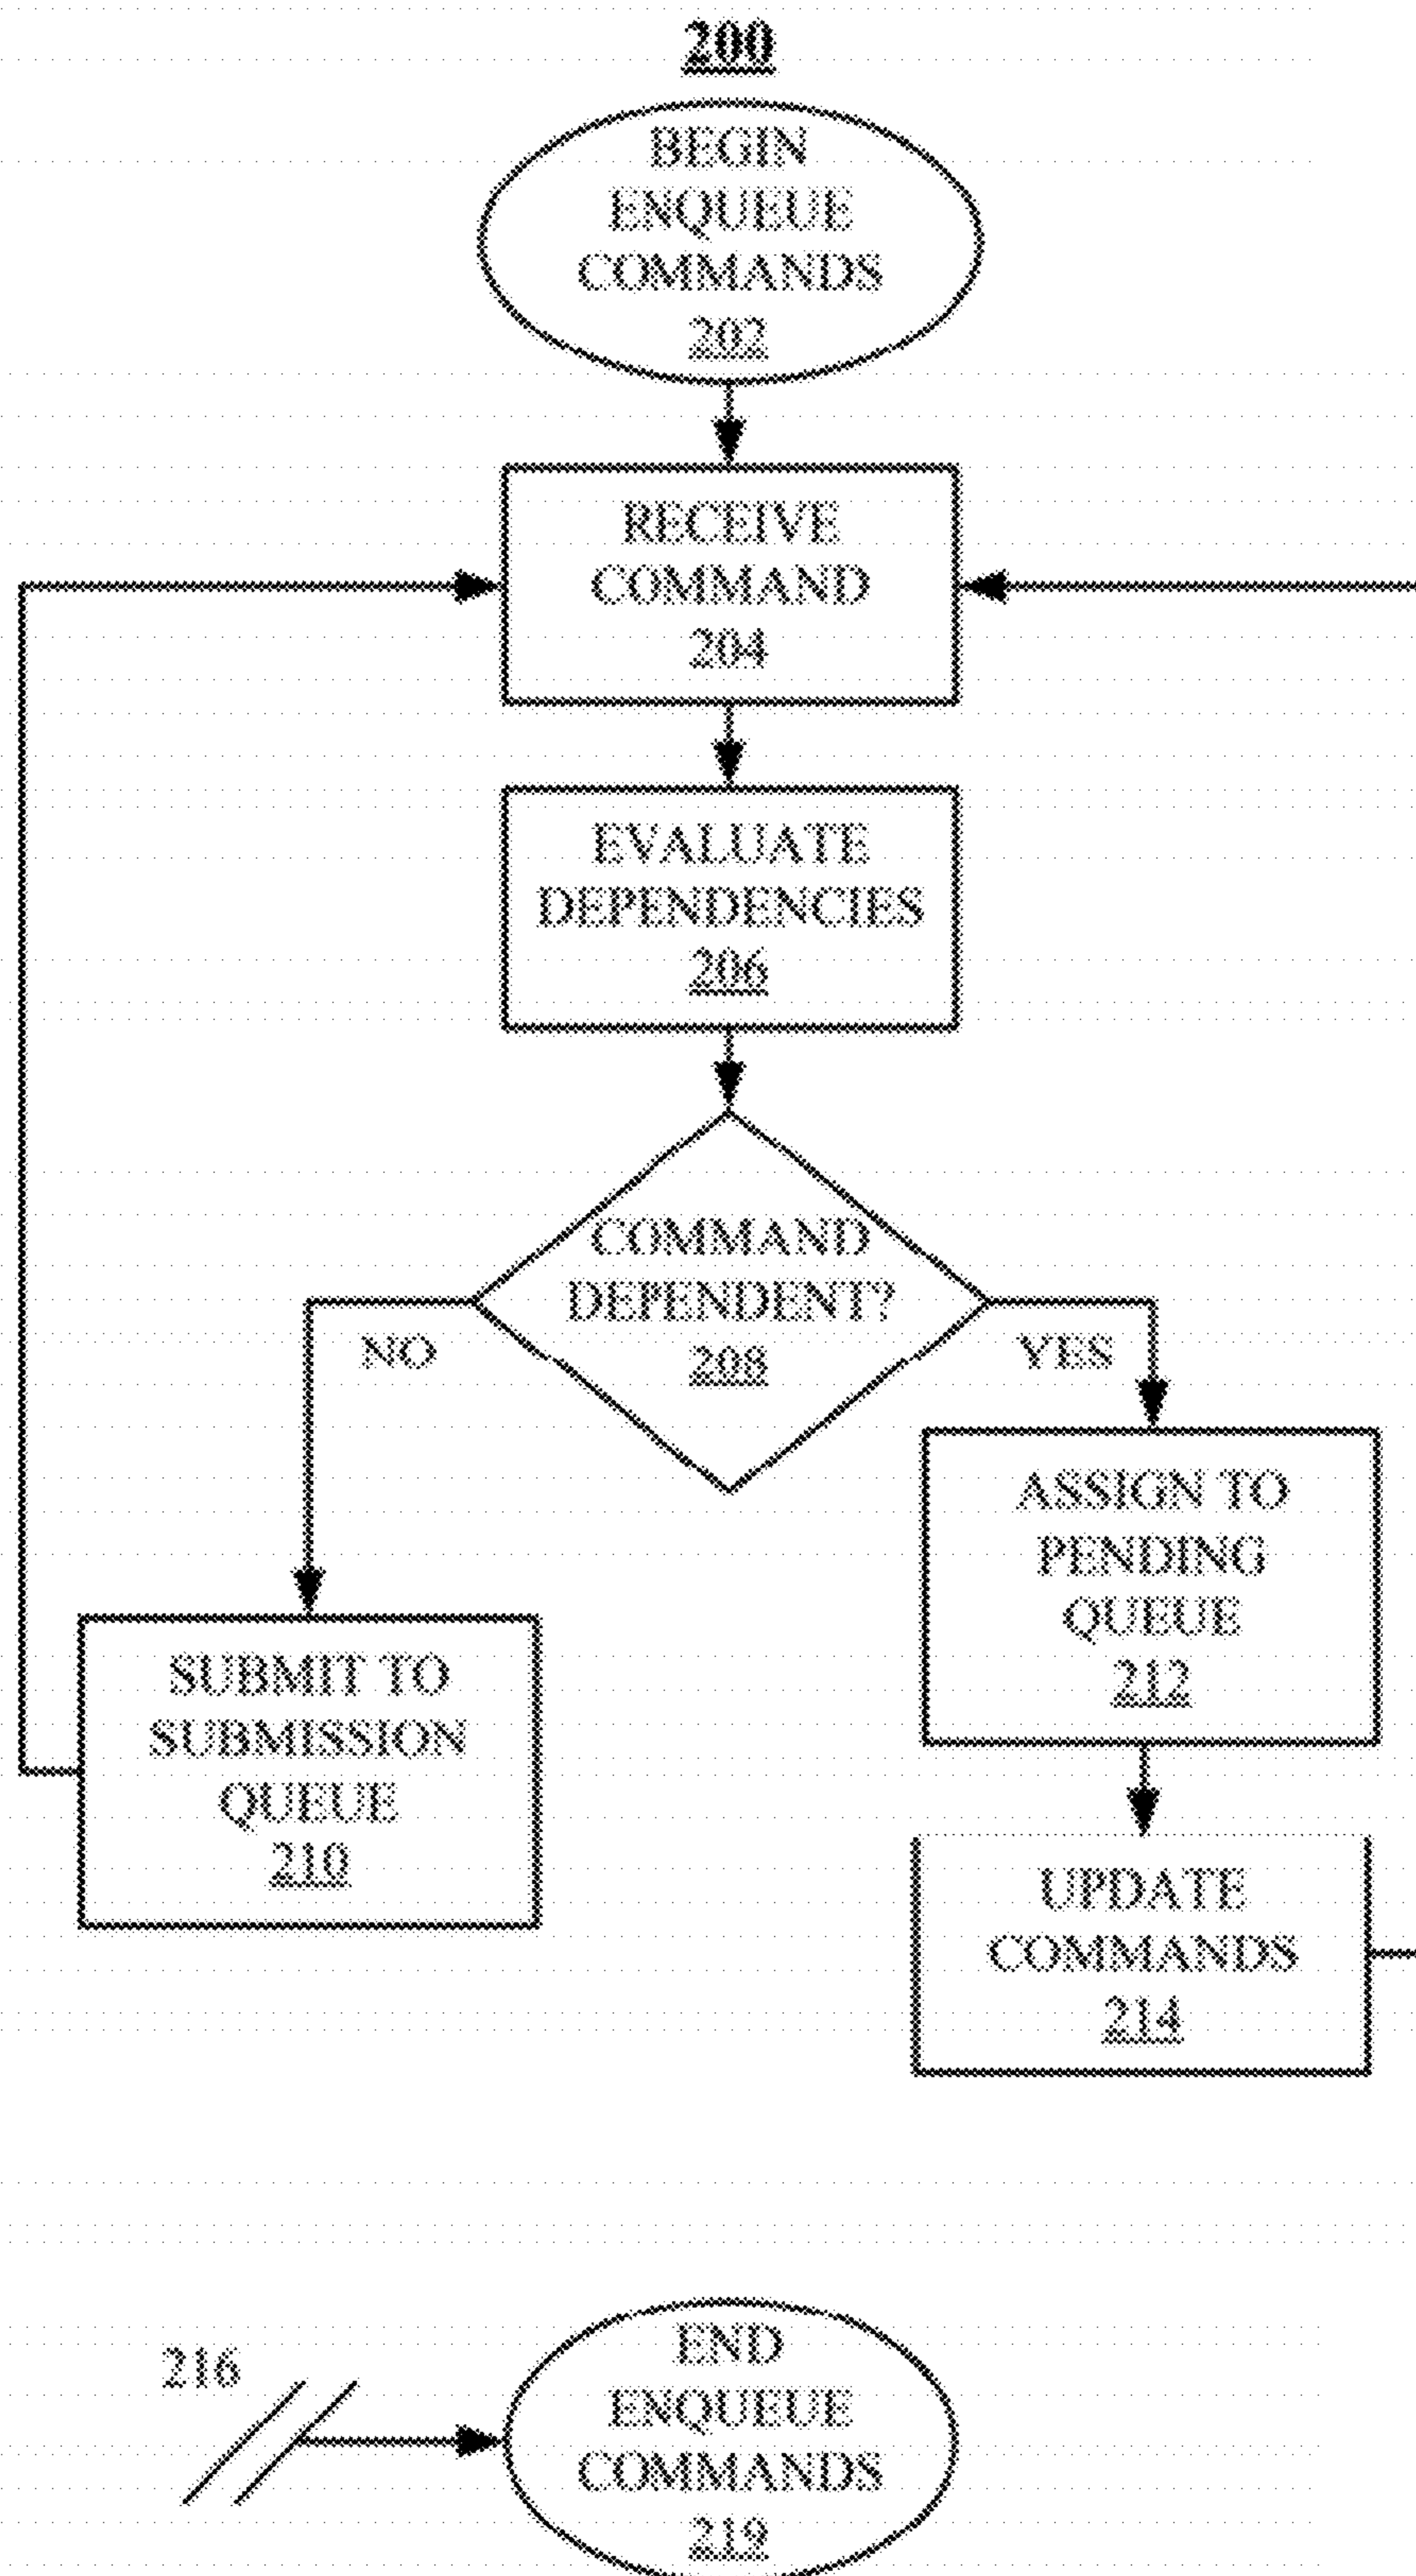 200
BEGIN
ENQUEUE
COMMANDS
202
RECEIVE
COMMAND
204
EVALUATE
DEPENDENCIES
206
COMMAND
DEPENDENT?
208
NO
YES
ASSIGN TO
PENDING
QUEUE
212
SUBMIT TO
SUBMISSION
QUEUE
210
UPDATE
COMMANDS
214
216
END
ENQUEUE
COMMANDS
219